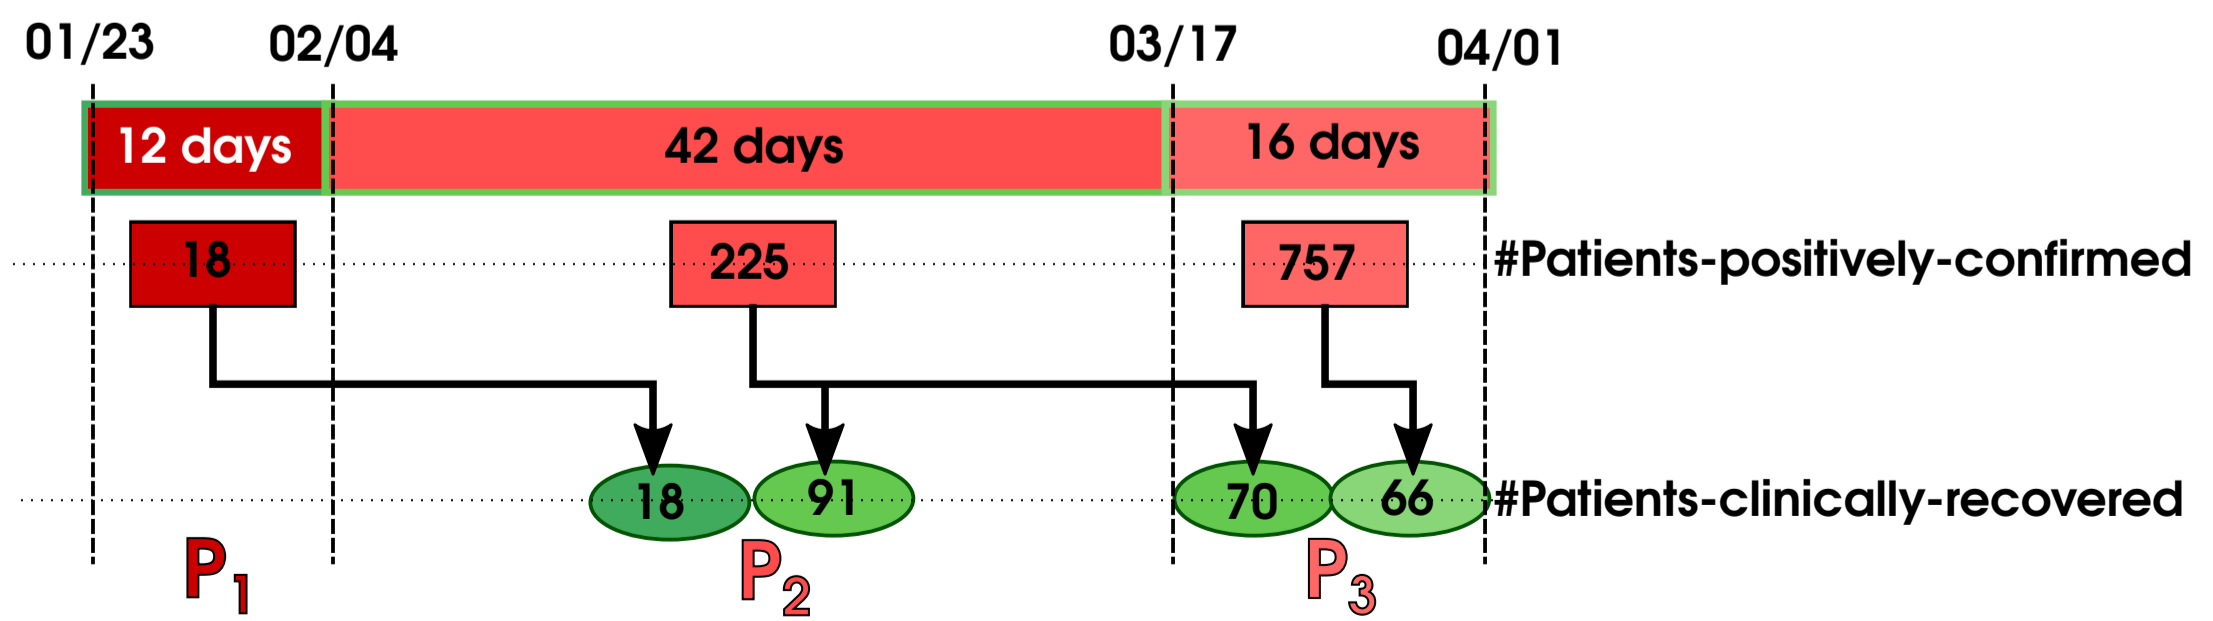 01/23 02/04 03/17 04/01
12 days 42 days 16 days
18 225 757 #Patients-positively-confirmed
18 91 70 66 #Patients-clinically-recovered
P1 P2 P3